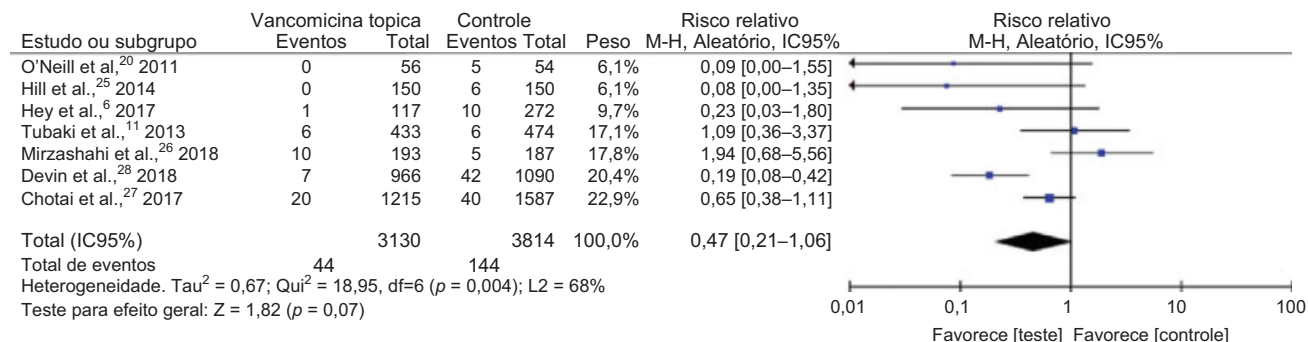 Vancomicina topica Controle Risco relativo Risco relativo
Estudo ou subgrupo Eventos Total Eventos Total Peso M-H, Aleatório, IC95% M-H, Aleatório, IC95%
O'Neill et al,20 2011 0 56 5 54 6,1% 0,09 [0,00–1,55]
Hill et al.,25 2014 0 150 6 150 6,1% 0,08 [0,00–1,35]
Hey et al.,6 2017 1 117 10 272 9,7% 0,23 [0,03–1,80]
Tubaki et al.,11 2013 6 433 6 474 17,1% 1,09 [0,36–3,37]
Mirzashahi et al.,26 2018 10 193 5 187 17,8% 1,94 [0,68–5,56]
Devin et al.,28 2018 7 966 42 1090 20,4% 0,19 [0,08–0,42]
Chotai et al.,27 2017 20 1215 40 1587 22,9% 0,65 [0,38–1,11]
Total (IC95%) 3130 3814 100,0% 0,47 [0,21–1,06]
Total de eventos 44 144
Heterogeneidade. Tau2 = 0,67; Qui2 = 18,95, df=6 (p = 0,004); L2 = 68%
Teste para efeito geral: Z = 1,82 (p = 0,07)
0,01 0,1 1 10 100
Favorece [teste] Favorece [controle]